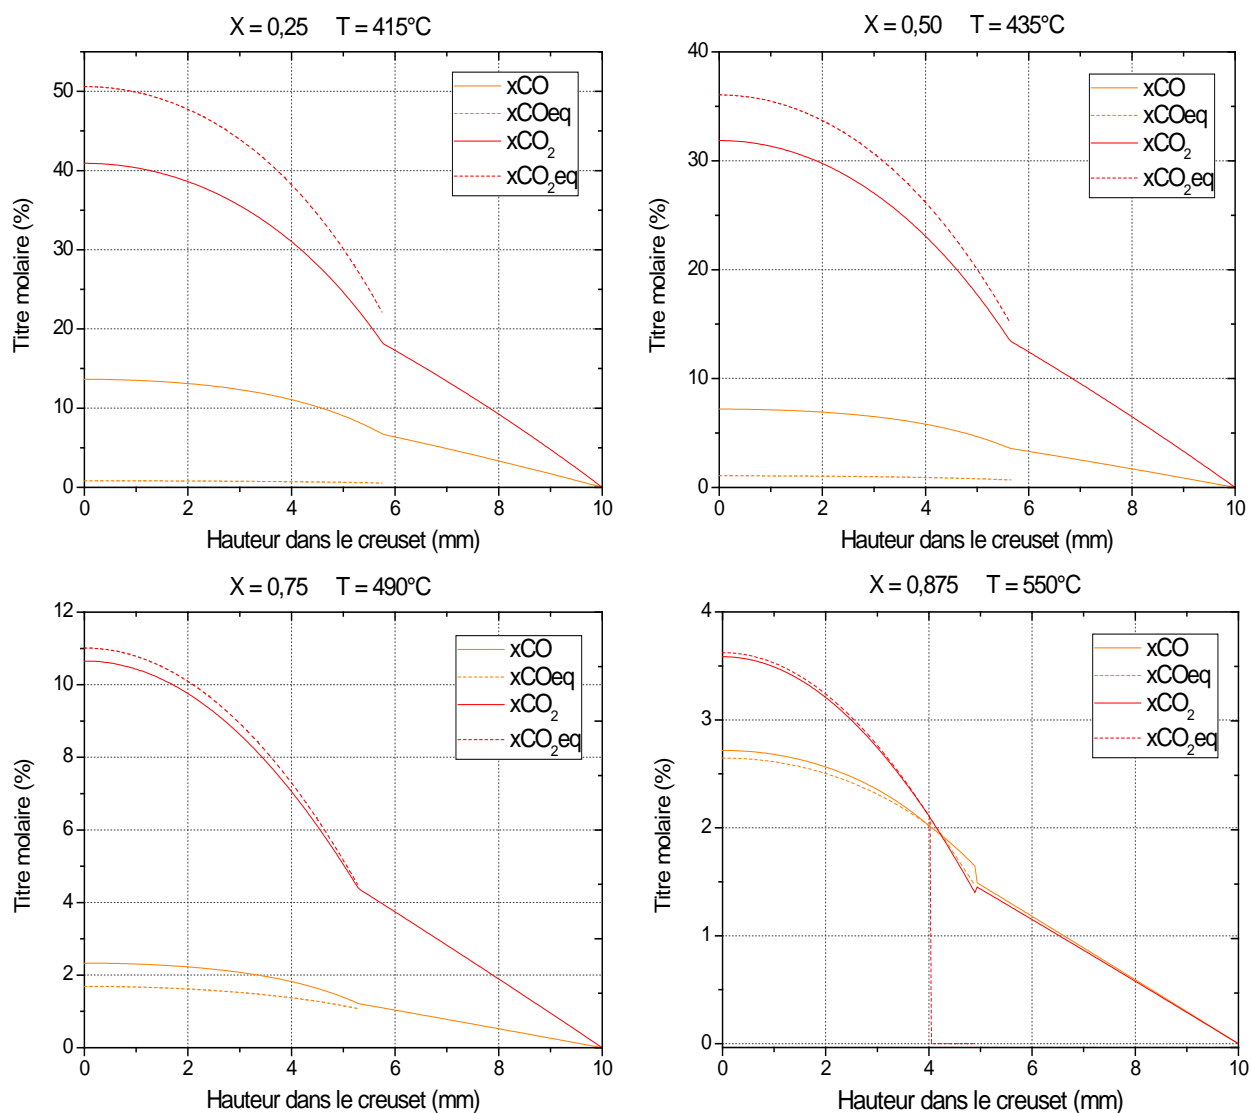 X = 0,25 T = 415°C
Titre molaire (%)
50
40
30
20
10
0
xCO
xCOeq
xCO2
xCO2eq
0 2 4 6 8 10
Hauteur dans le creuset (mm)
X = 0,50 T = 435°C
Titre molaire (%)
40
30
20
10
0
xCO
xCOeq
xCO2
xCO2eq
0 2 4 6 8 10
Hauteur dans le creuset (mm)
X = 0,75 T = 490°C
Titre molaire (%)
12
10
8
6
4
2
0
xCO
xCOeq
xCO2
xCO2eq
0 2 4 6 8 10
Hauteur dans le creuset (mm)
X = 0,875 T = 550°C
Titre molaire (%)
4
3
2
1
0
xCO
xCOeq
xCO2
xCO2eq
0 2 4 6 8 10
Hauteur dans le creuset (mm)